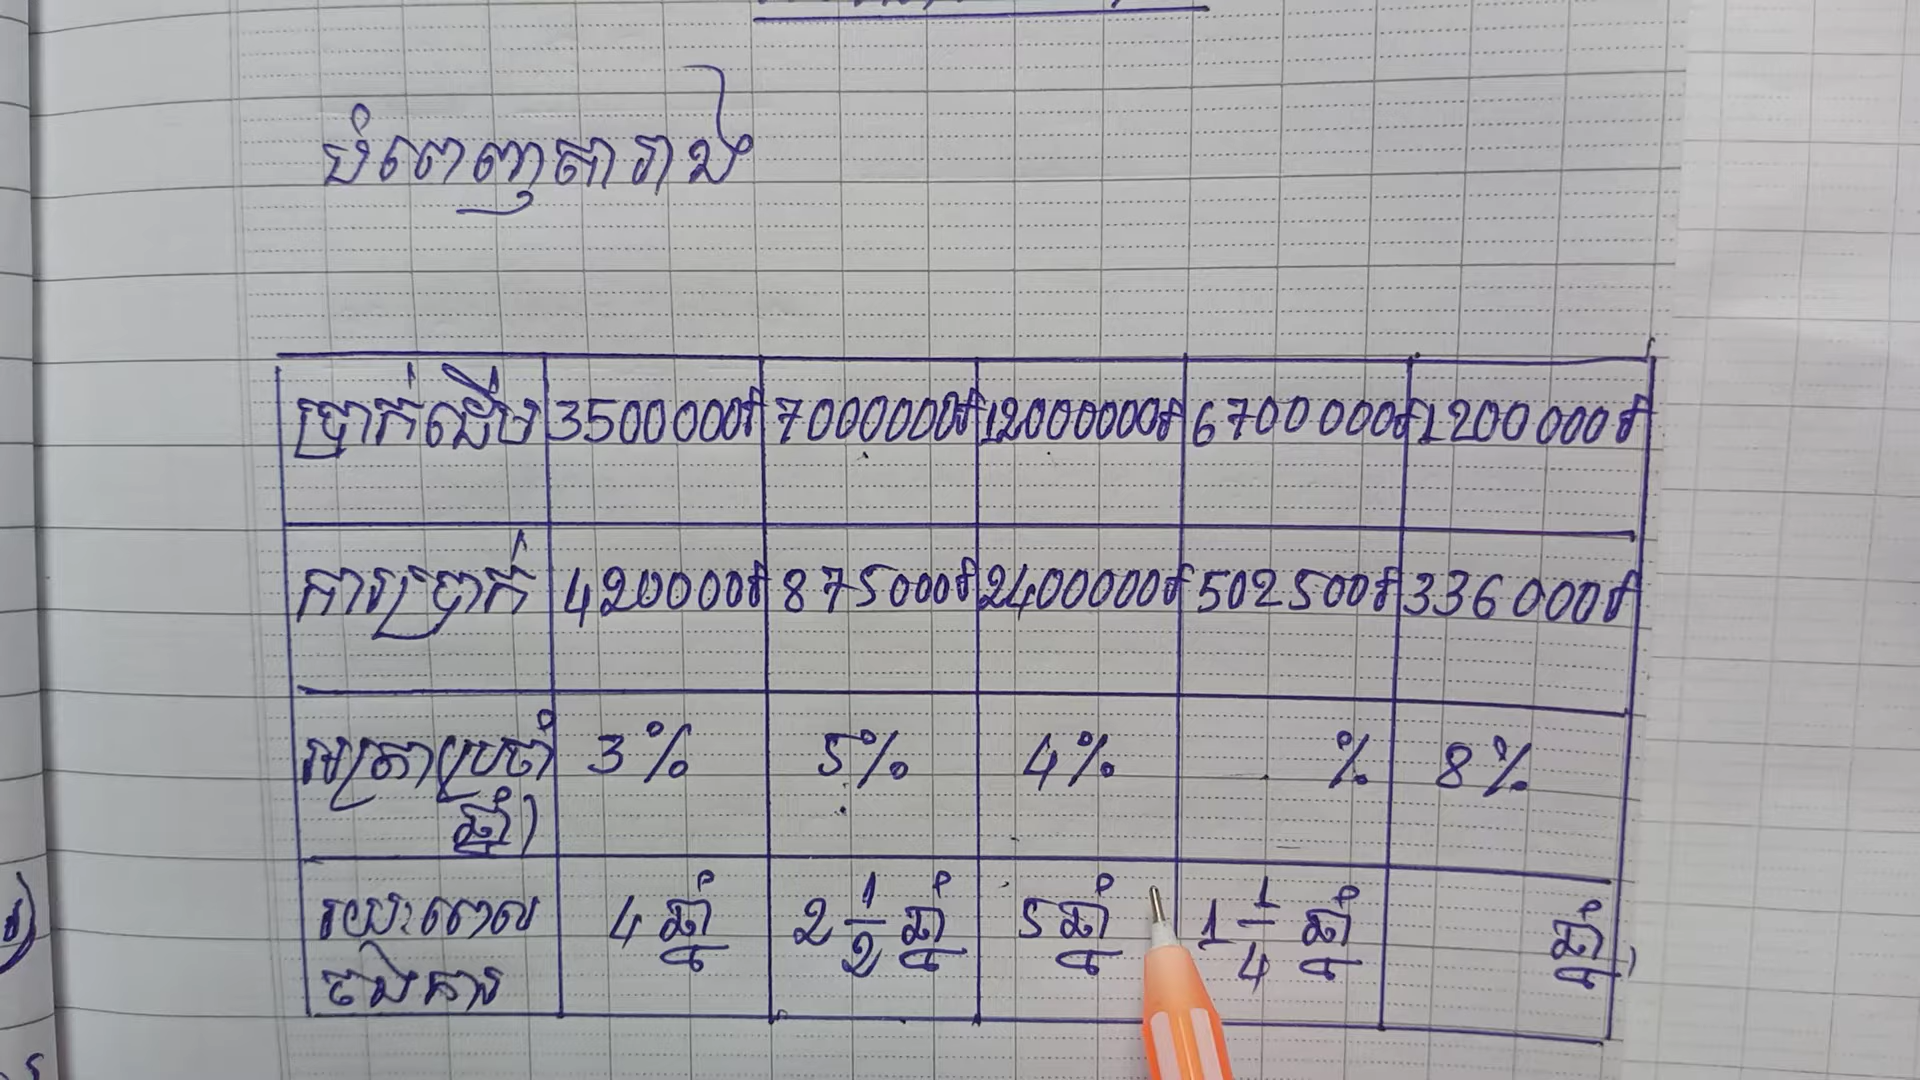 បំពេញតារាង
ប្រាក់ដើម 3500000៛ 7000000៛ 12000000៛ 6700000៛ 1200000៛
ការប្រាក់ 420000៛ 875000៛ 2400000៛ 502500៛ 336000៛
អត្រា(ប្រចាំ 3% 5% 4% % 8%
ឆ្នាំ)
រយៈពេល 4 ឆ្នាំ 2 1/2 ឆ្នាំ 5 ឆ្នាំ 1 1/4 ឆ្នាំ ឆ្នាំ
ចងការ